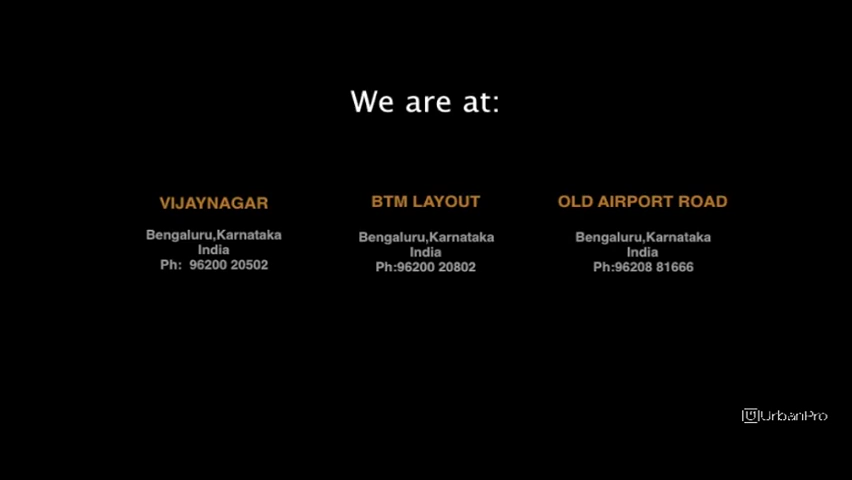 We are at:
VIJAYNAGAR
Bengaluru,Karnataka
India
Ph: 96200 20502
BTM LAYOUT
Bengaluru,Karnataka
India
Ph:96200 20802
OLD AIRPORT ROAD
Bengaluru,Karnataka
India
Ph:96208 81666
UrbanPro